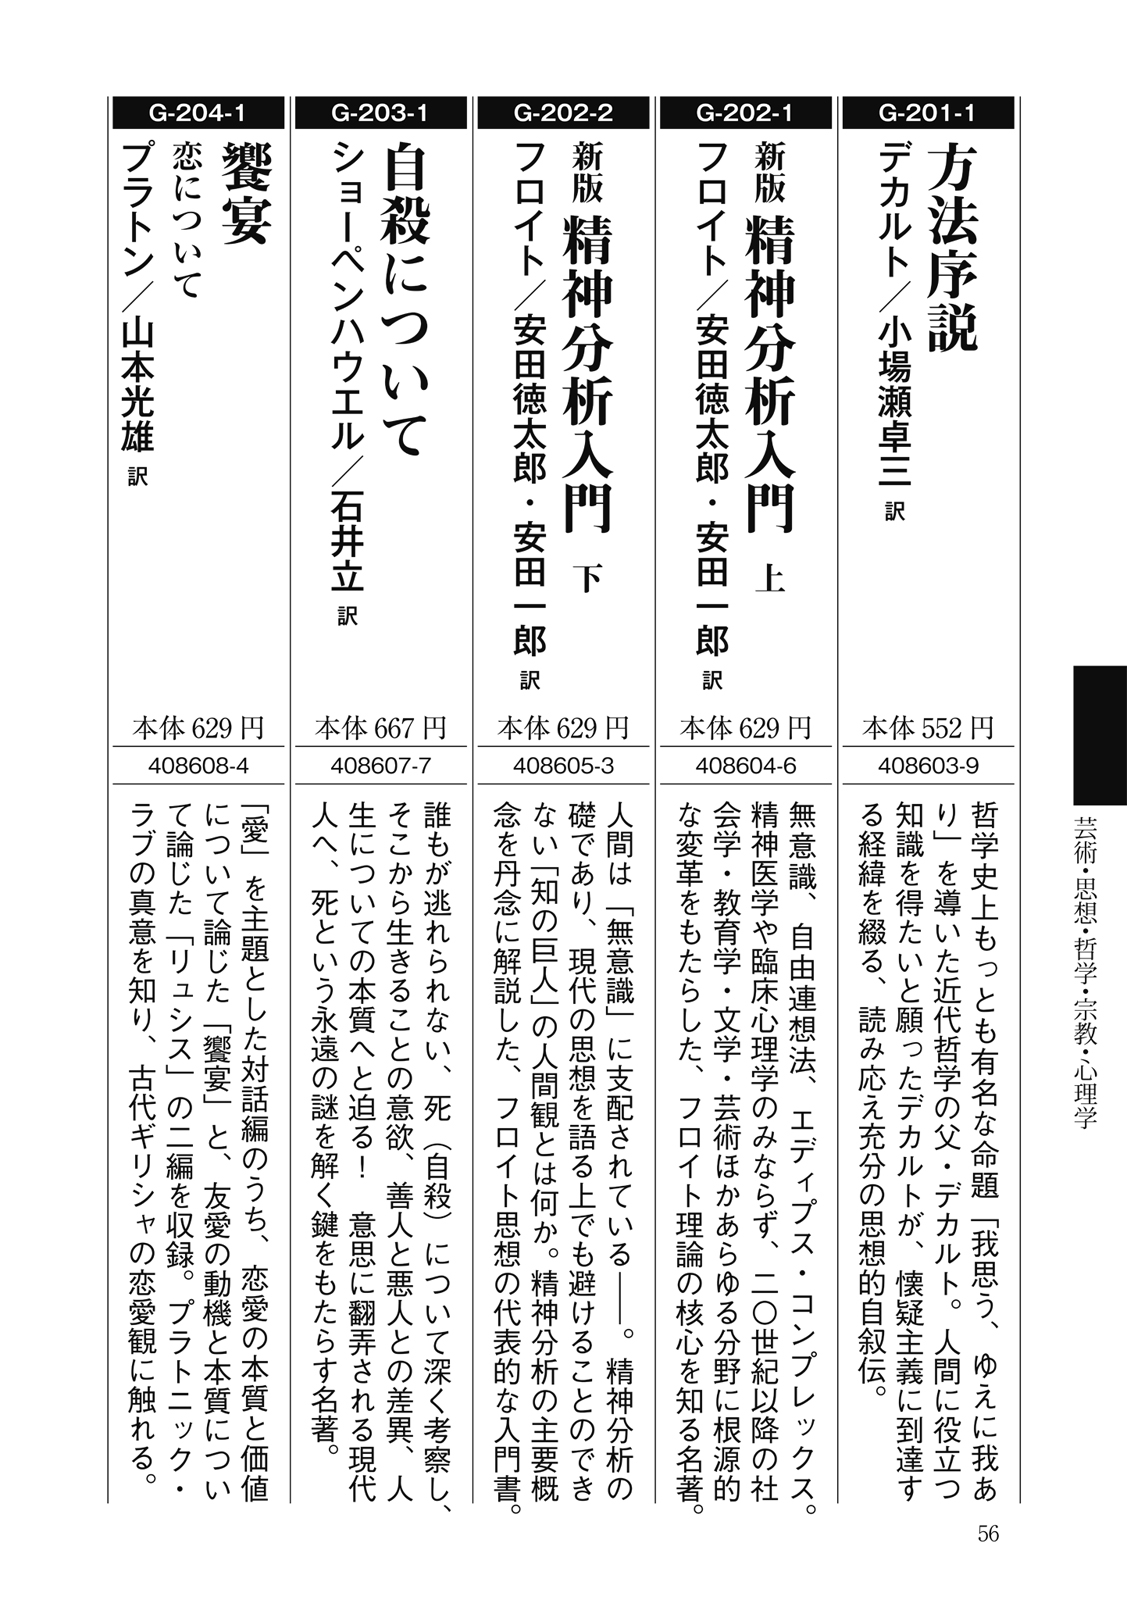 芸術・思想・哲学・宗教・心理学
G-201-1
方法序説
デカルト／小場瀬卓三 訳
本体 552 円
408603-9
哲学史上もっとも有名な命題「我思う、ゆえに我あ
り」を導いた近代哲学の父・デカルト。人間に役立つ
知識を得たいと願ったデカルトが、懐疑主義に到達す
る経緯を綴る、読み応え充分の思想的自叙伝。
G-202-1
新版 精神分析入門 上
フロイト／安田徳太郎・安田一郎 訳
本体 629 円
408604-6
無意識、自由連想法、エディプス・コンプレックス。
精神医学や臨床心理学のみならず、二〇世紀以降の社
会学・教育学・文学・芸術ほかあらゆる分野に根源的
な変革をもたらした、フロイト理論の核心を知る名著。
G-202-2
新版 精神分析入門 下
フロイト／安田徳太郎・安田一郎 訳
本体 629 円
408605-3
人間は「無意識」に支配されている――。精神分析の
礎であり、現代の思想を語る上でも避けることのでき
ない「知の巨人」の人間観とは何か。精神分析の主要概
念を丹念に解説した、フロイト思想の代表的な入門書。
G-203-1
自殺について
ショーペンハウエル／石井立 訳
本体 667 円
408607-7
誰もが逃れられない、死（自殺）について深く考察し、
そこから生きることの意欲、善人と悪人との差異、人
生についての本質へと迫る！　意思に翻弄される現代
人へ、死という永遠の謎を解く鍵をもたらす名著。
G-204-1
饗宴
恋について
プラトン／山本光雄 訳
本体 629 円
408608-4
「愛」を主題とした対話編のうち、恋愛の本質と価値
について論じた「饗宴」と、友愛の動機と本質につい
て論じた「リュシス」の二編を収録。プラトニック・
ラブの真意を知り、古代ギリシャの恋愛観に触れる。
56